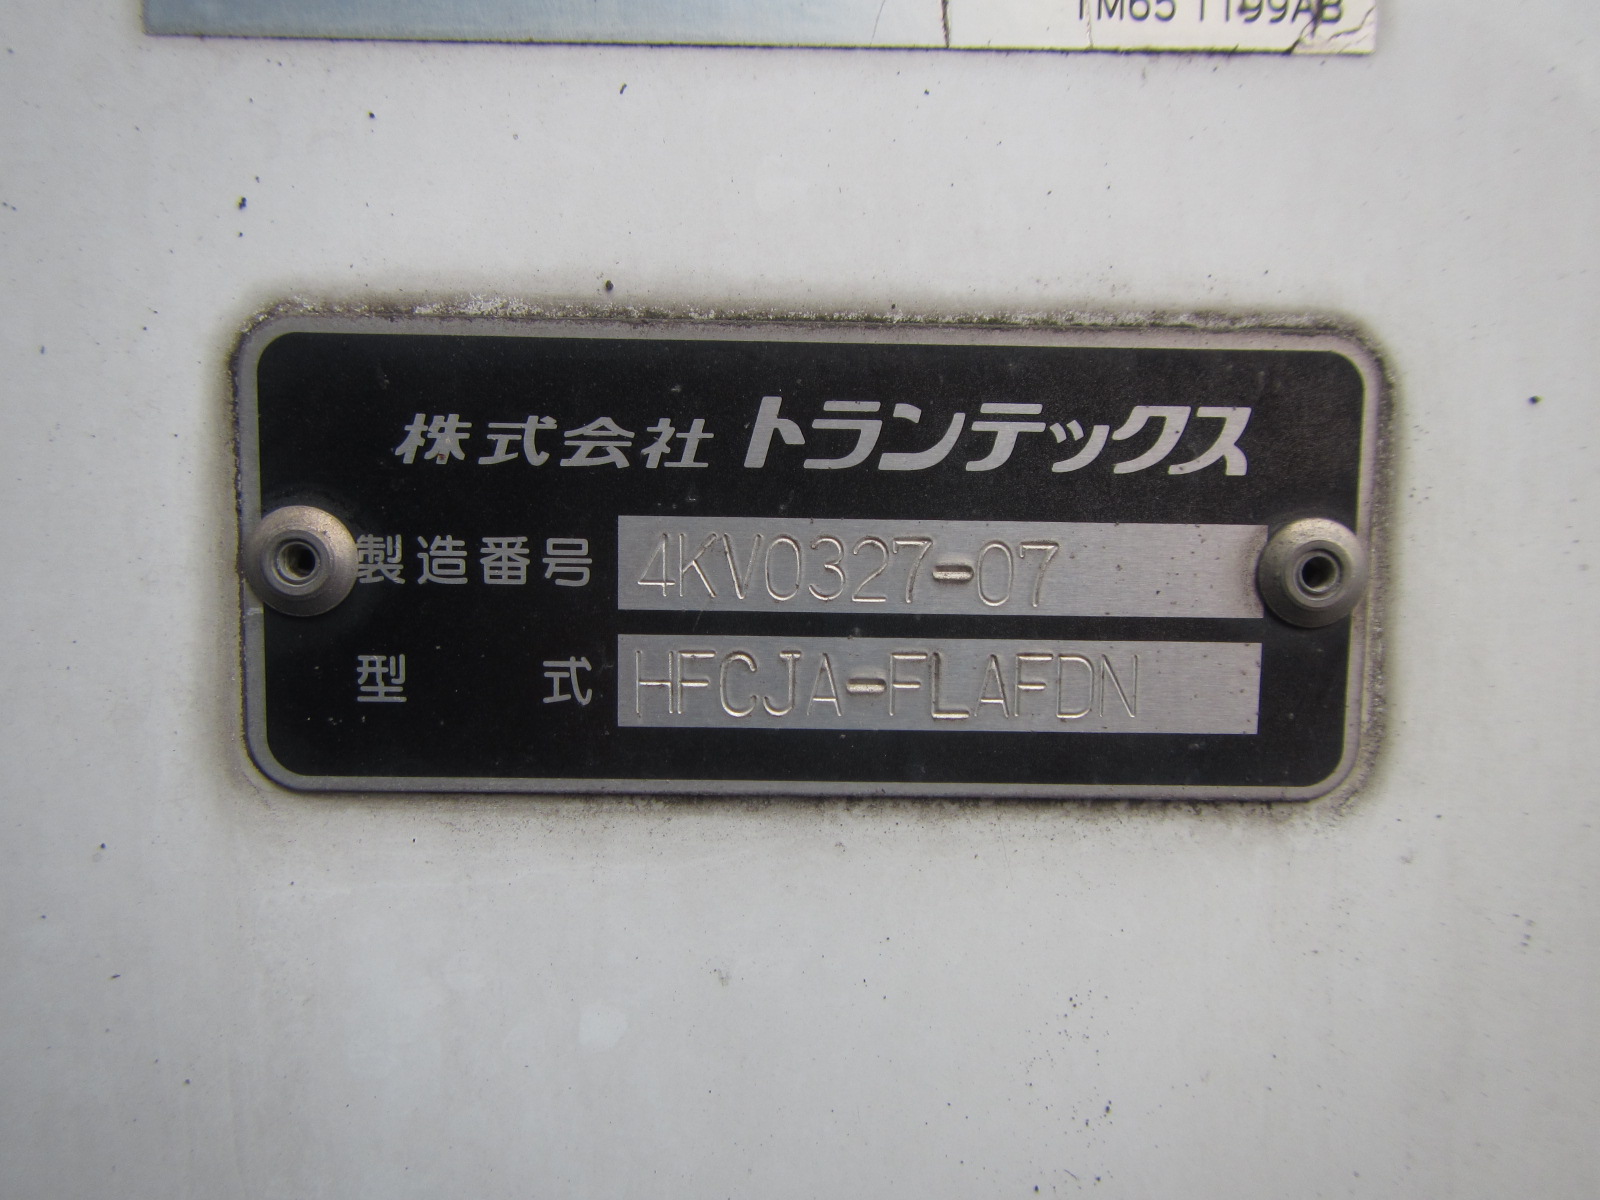 TM65 1199AB
株式会社 トランテックス
製造番号 4KV0327-07
型式 HFCJA-FLAFDN